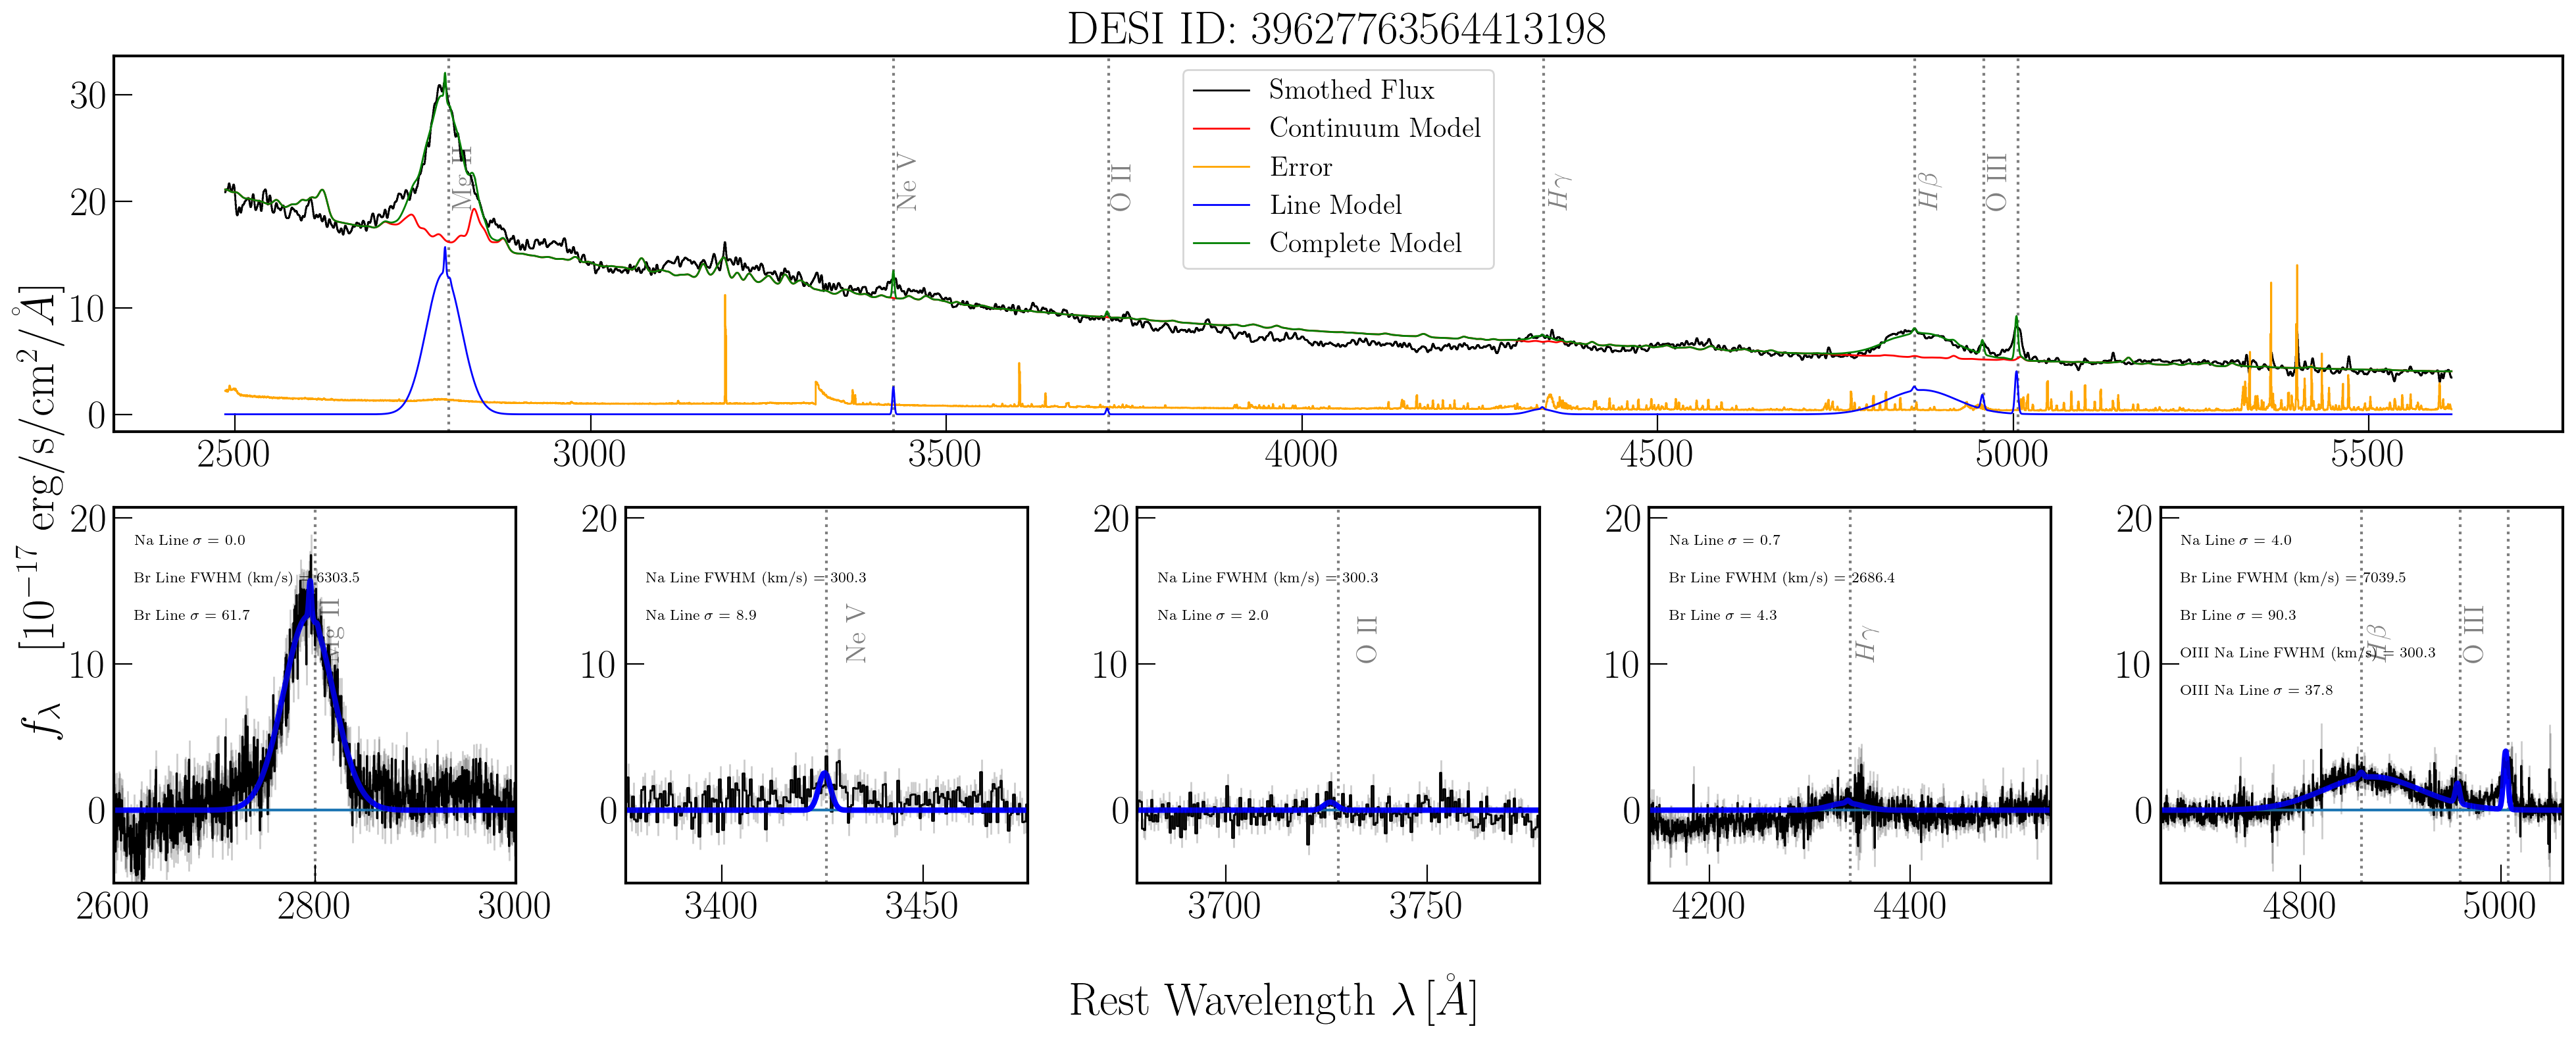 DESI ID: 39627763564413198
30
20
10
0
Mg II
Ne V
O II
Hγ
Hβ
O III
Smothed Flux
Continuum Model
Error
Line Model
Complete Model
2500 3000 3500 4000 4500 5000 5500
f_λ [10^{-17} erg/s/cm²/Å]
20
10
0
Na Line σ = 0.0
Br Line FWHM (km/s) = 6303.5
Br Line σ = 61.7
Mg II
2600 2800 3000
20
10
0
Na Line FWHM (km/s) = 300.3
Na Line σ = 8.9
Ne V
3400 3450
20
10
0
Na Line FWHM (km/s) = 300.3
Na Line σ = 2.0
O II
3700 3750
20
10
0
Na Line σ = 0.7
Br Line FWHM (km/s) = 2686.4
Br Line σ = 4.3
Hγ
4200 4400
20
10
0
Na Line σ = 4.0
Br Line FWHM (km/s) = 7039.5
Br Line σ = 90.3
OIII Na Line FWHM (km/s) = 300.3
OIII Na Line σ = 37.8
Hβ
O III
4800 5000
Rest Wavelength λ [Å]